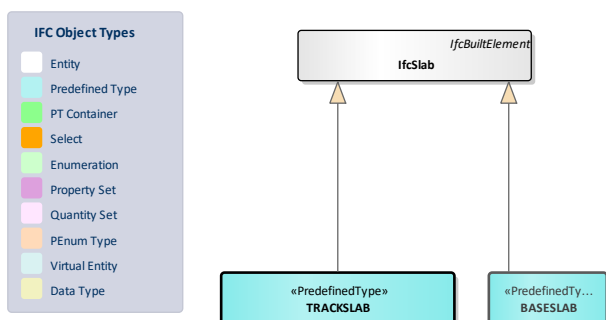 IFC Object Types
Entity
Predefined Type
PT Container
Select
Enumeration
Property Set
Quantity Set
PEnum Type
Virtual Entity
Data Type
IfcBuiltElement
IfcSlab
«PredefinedType»
TRACKSLAB
«PredefinedTy...
BASESLAB